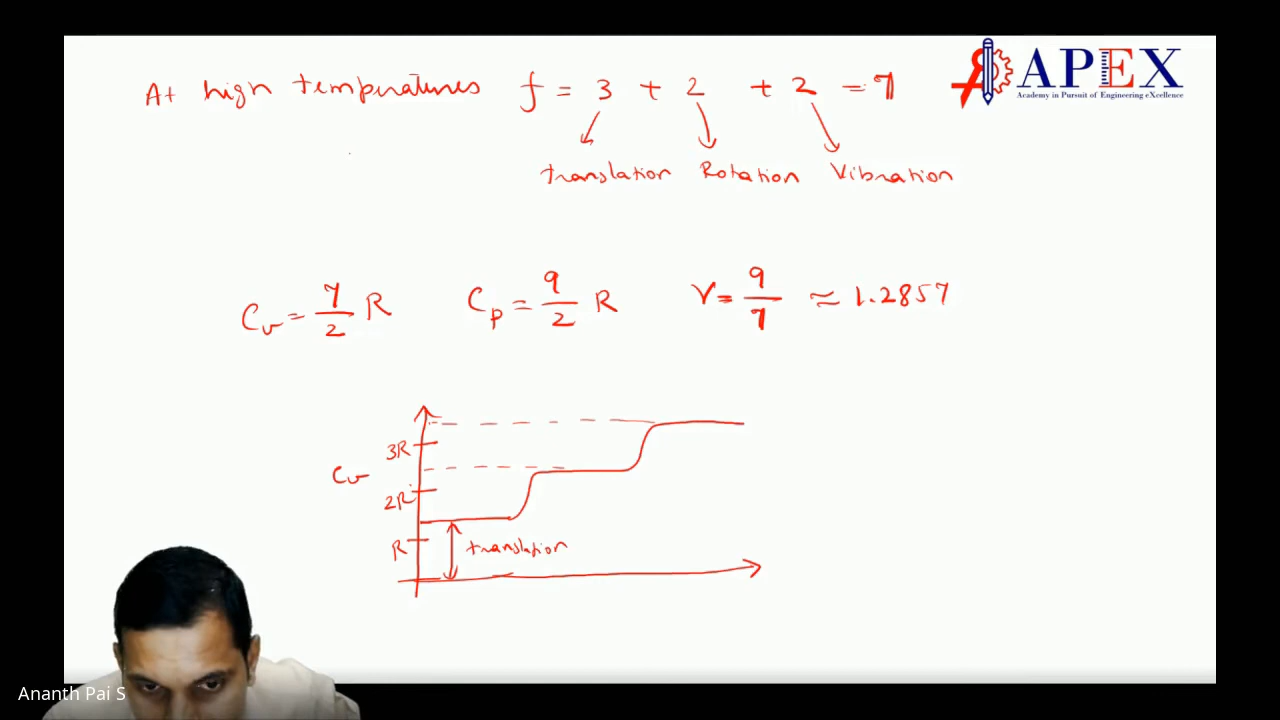 APEX
Academy in Pursuit of Engineering eXcellence
At high temperatures f = 3 + 2 + 2 = 7
translation Rotation Vibration
Cv = 7/2 R Cp = 9/2 R γ = 9/7 ≈ 1.2857
3R
Cv
2R
R translation
Ananth Pai S